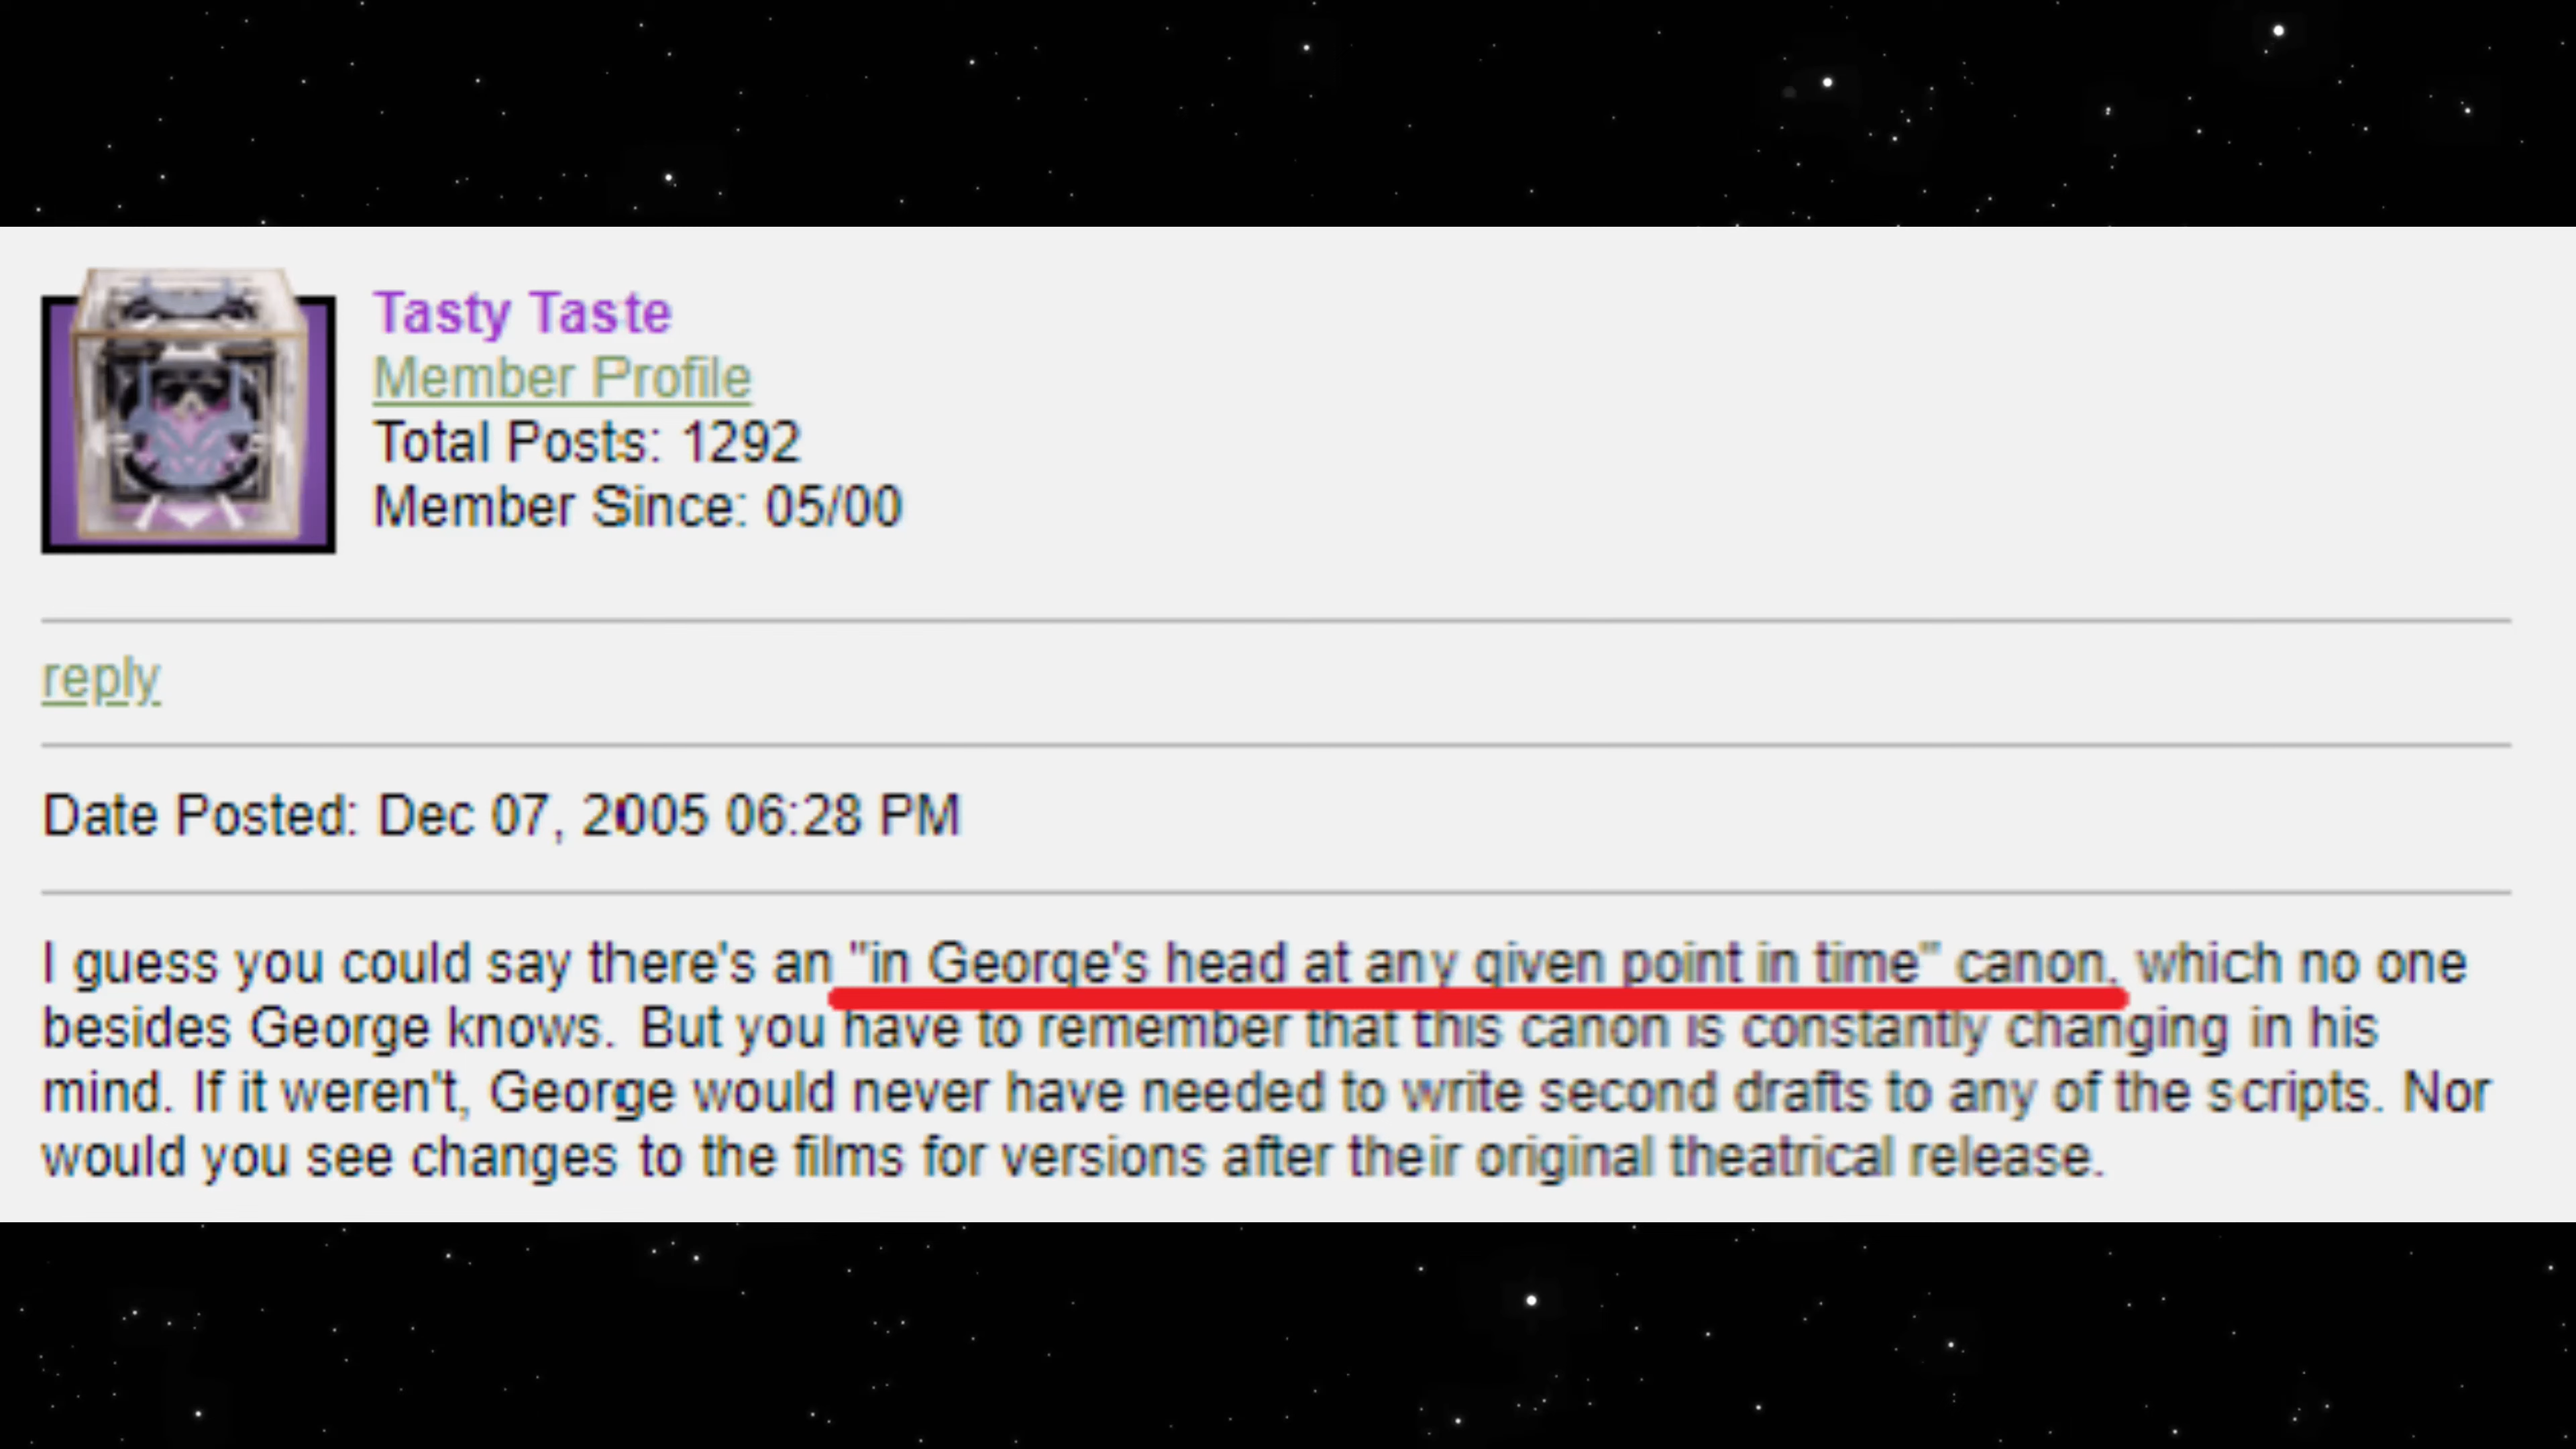 Tasty Taste
Member Profile
Total Posts: 1292
Member Since: 05/00
reply
Date Posted: Dec 07, 2005 06:28 PM
I guess you could say there's an "in George's head at any given point in time" canon, which no one
besides George knows. But you have to remember that this canon is constantly changing in his
mind. If it weren't, George would never have needed to write second drafts to any of the scripts. Nor
would you see changes to the films for versions after their original theatrical release.